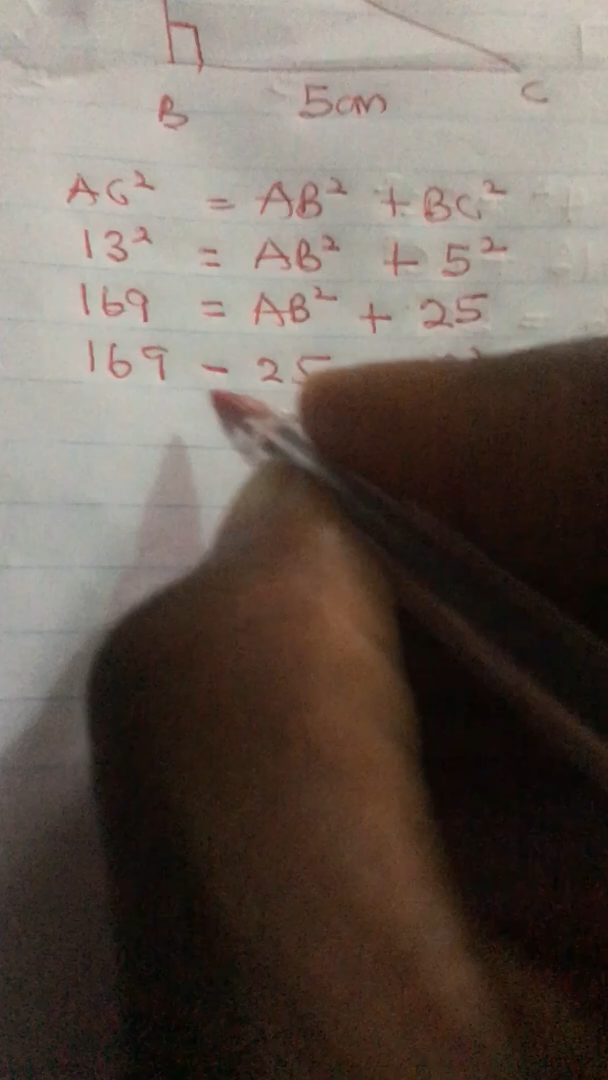 B 5cm C
AC² = AB² + BC²
13² = AB² + 5²
169 = AB² + 25
169 - 25